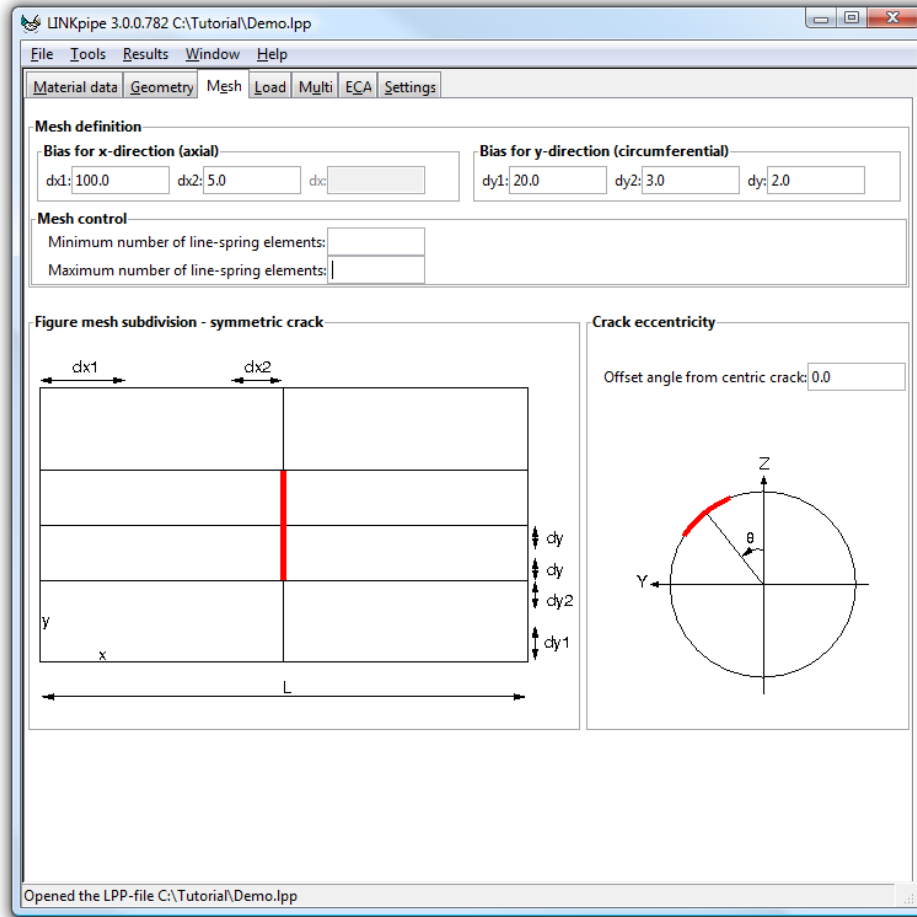 LINKpipe 3.0.0.782 C:\Tutorial\Demo.lpp
File Tools Results Window Help
Material data Geometry Mesh Load Multi ECA Settings
Mesh definition
Bias for x-direction (axial)
dx1: 100.0 dx2: 5.0 dx:
Bias for y-direction (circumferential)
dy1: 20.0 dy2: 3.0 dy: 2.0
Mesh control
Minimum number of line-spring elements:
Maximum number of line-spring elements:
Figure mesh subdivision - symmetric crack
dx1 dx2
dy
dy
dy2
y
dy1
x
L
Crack eccentricity
Offset angle from centric crack: 0.0
Z
θ
Y
Opened the LPP-file C:\Tutorial\Demo.lpp